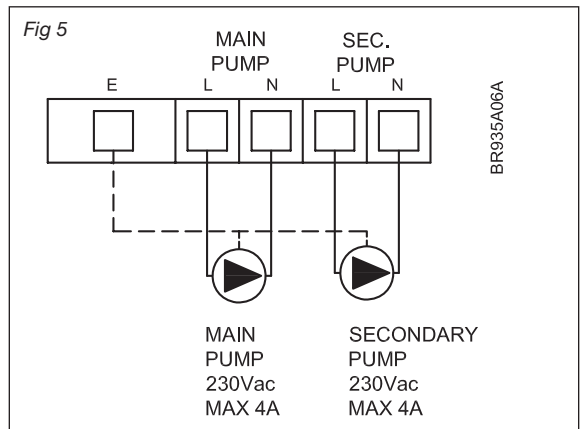 Fig 5
MAIN
PUMP
SEC.
PUMP
E L N L N
BR935A06A
MAIN
PUMP
230Vac
MAX 4A
SECONDARY
PUMP
230Vac
MAX 4A